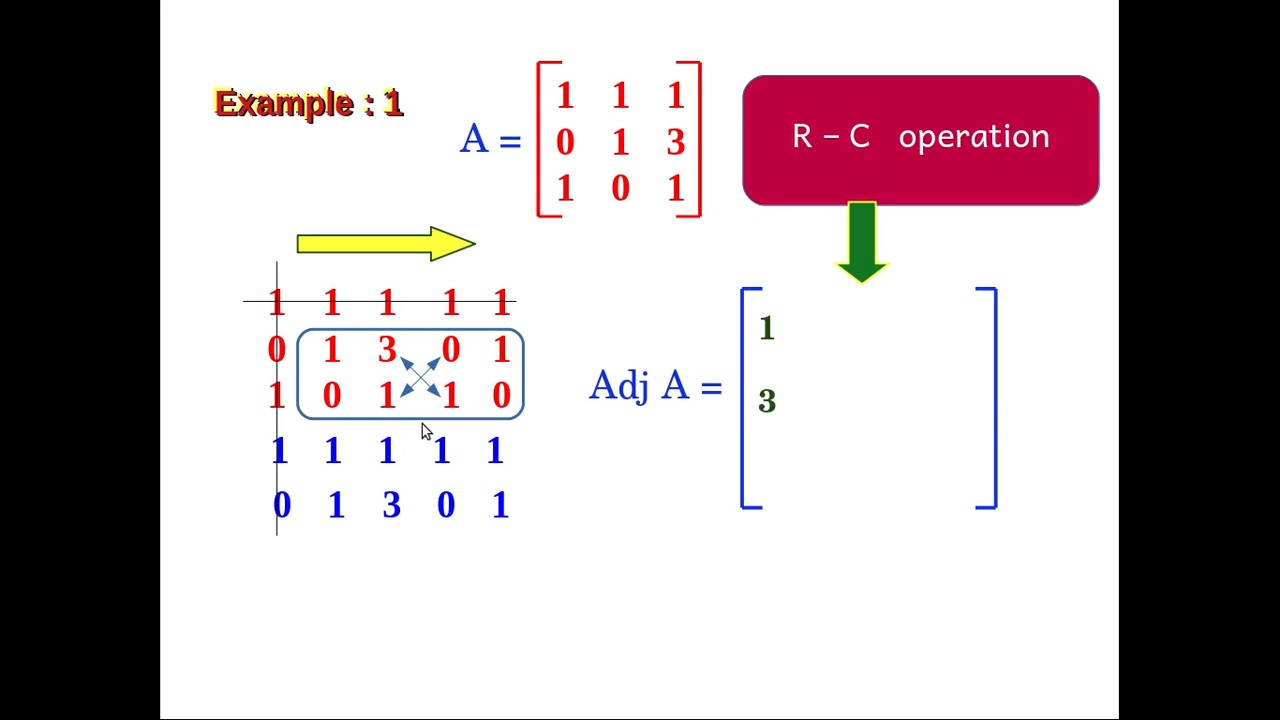 Example : 1
A =
1 1 1
0 1 3
1 0 1
R – C operation
1 1 1 1 1
0 1 3 0 1
1 0 1 1 0
1 1 1 1 1
0 1 3 0 1
Adj A =
1
3